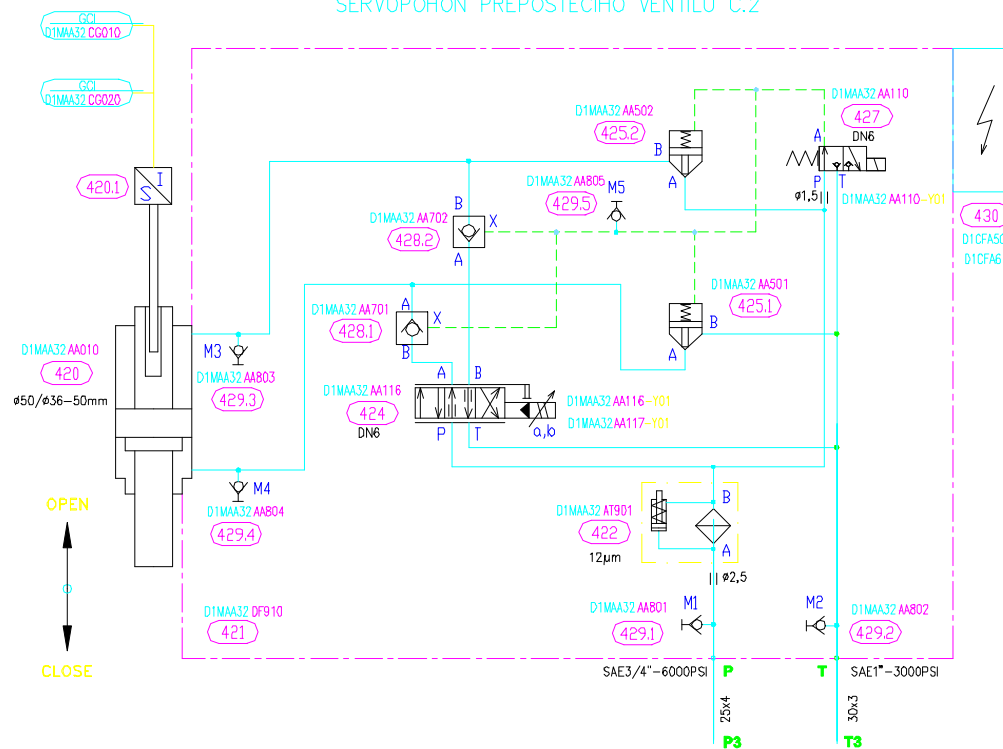 SERVOPOHON PŘEPOŠTĚCÍHO VENTILU Č.2
GCI
D1MAA32 CG010
GCI
D1MAA32 CG020
420.1
I
S
D1MAA32 AA502
425.2
B
A
D1MAA32 AA110
427
DN6
A
P T
ø1,5
D1MAA32 AA110-Y01
D1MAA32 AA805
429.5
M5
430
D1CFA50
D1CFA6
D1MAA32 AA702
428.2
B
X
A
D1MAA32 AA701
428.1
A
X
B
D1MAA32 AA501
425.1
B
A
D1MAA32 AA010
420
ø50/ø36-50mm
M3
D1MAA32 AA803
429.3
D1MAA32 AA116
424
DN6
A B
P T
a,b
D1MAA32 AA116-Y01
D1MAA32 AA117-Y01
M4
D1MAA32 AA804
429.4
OPEN
CLOSE
D1MAA32 AT901
422
12µm
B
A
ø2,5
D1MAA32 DF910
421
D1MAA32 AA801
429.1
M1
M2
D1MAA32 AA802
429.2
SAE3/4"-6000PSI
P
T
SAE1"-3000PSI
25x4
30x3
P3
T3